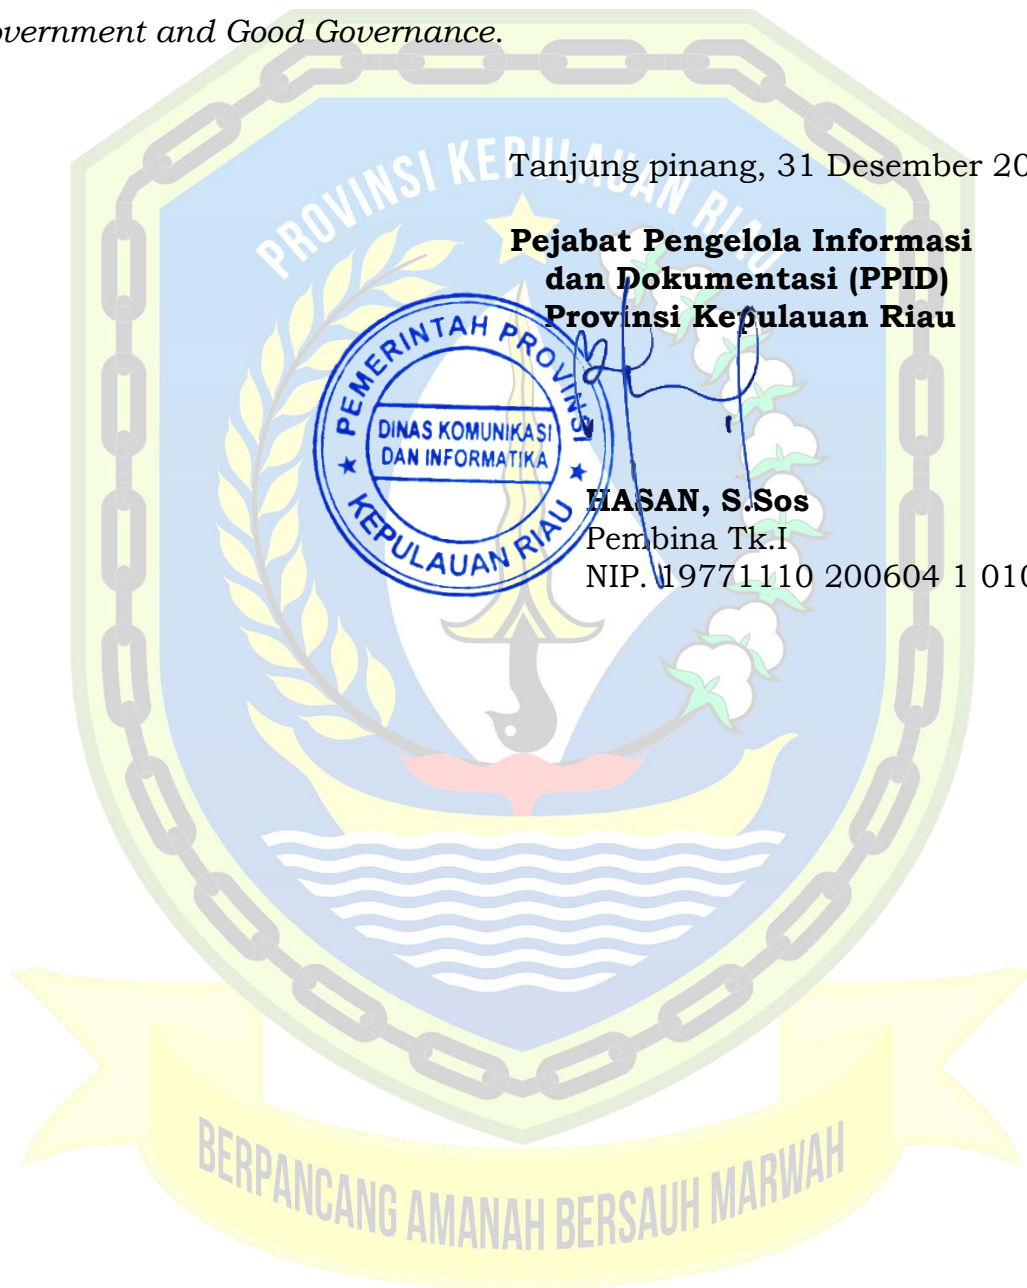 overnment and Good Governance.
PROVINSI KEPULAUAN RIAU
Tanjung pinang, 31 Desember 20
Pejabat Pengelola Informasi
dan Dokumentasi (PPID)
Provinsi Kepulauan Riau
PEMERINTAH PROVINSI
DINAS KOMUNIKASI
DAN INFORMATIKA
KEPULAUAN RIAU
HASAN, S.Sos
Pembina Tk.I
NIP. 19771110 200604 1 010
BERPANCANG AMANAH BERSAUH MARWAH